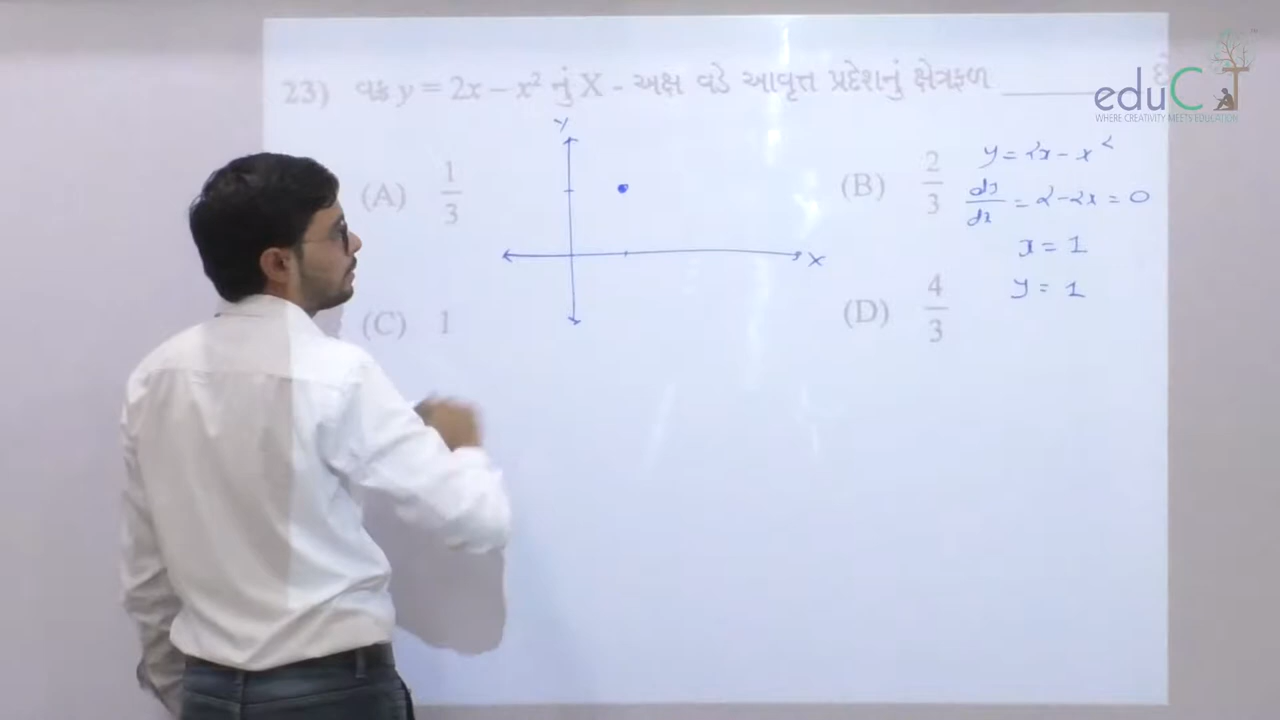 23) વક્ર y = 2x – x² નું X - અક્ષ વડે આવૃત્ત પ્રદેશનું ક્ષેત્રફળ ______
eduCT
WHERE CREATIVITY MEETS EDUCATION
(A) 1/3
(B) 2/3
(C) 1
(D) 4/3
Y
X
y = 2x – x²
dy/dx = 2 – 2x = 0
x = 1
y = 1